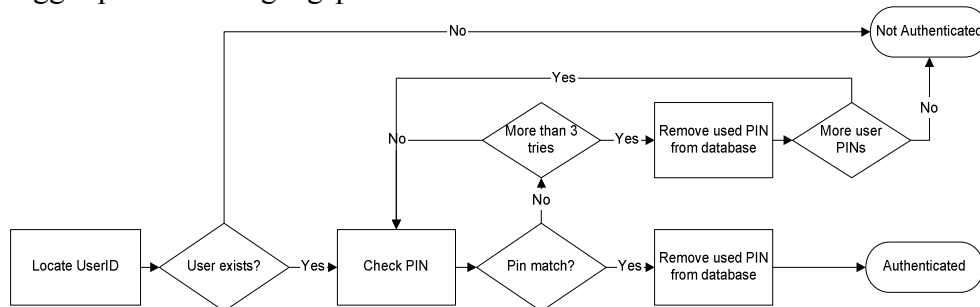 No
Not Authenticated
Yes
More than 3
tries
No
Yes
Remove used PIN
from database
More user
PINs
No
No
Locate UserID
User exists?
Yes
Check PIN
Pin match?
Yes
Remove used PIN
from database
Authenticated